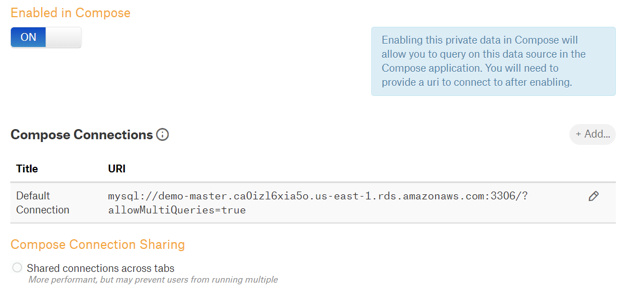 Enabled in Compose
ON
Enabling this private data in Compose will
allow you to query on this data source in the
Compose application. You will need to
provide a uri to connect to after enabling.
Compose Connections
+ Add...
Title URI
Default
Connection
mysql://demo-master.ca0izl6xia5o.us-east-1.rds.amazonaws.com:3306/?
allowMultiQueries=true
Compose Connection Sharing
Shared connections across tabs
More performant, but may prevent users from running multiple